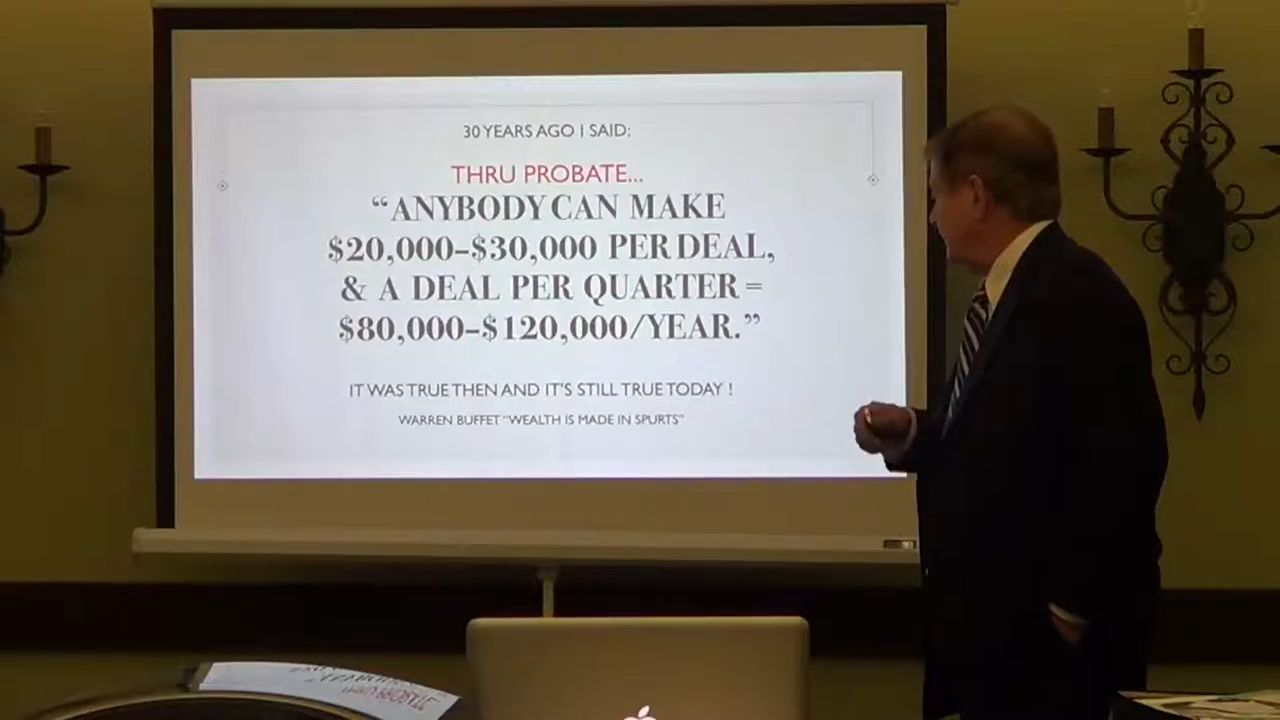 30 YEARS AGO I SAID;
THRU PROBATE...
“ANYBODY CAN MAKE
$20,000–$30,000 PER DEAL,
& A DEAL PER QUARTER =
$80,000–$120,000/YEAR.”
IT WAS TRUE THEN AND IT'S STILL TRUE TODAY !
WARREN BUFFET “WEALTH IS MADE IN SPURTS”